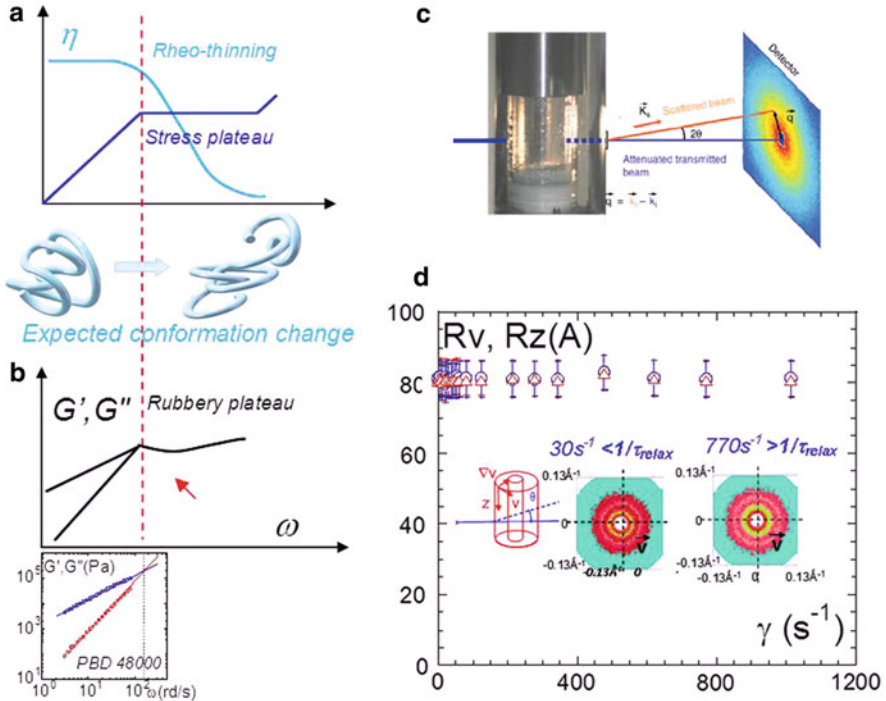 a
η
Rheo-thinning
Stress plateau
Expected conformation change
b
G',G"
Rubbery plateau
ω
G',G"(Pa)
10⁵
10³
10¹
PBD 48000
10⁰ 10¹ 10² ω(rd/s)
c
Detector
K⃗s
Scattered beam
q⃗
2θ
Attenuated transmitted
beam
d
Rv, Rz(A)
100
80
60
40
20
0
30s⁻¹ <1/τrelax
770s⁻¹ >1/τrelax
∇v
z
v
θ
0.13Å⁻¹
0
-0.13Å⁻¹
-0.13Å⁻¹ 0
v⃗
0.13Å⁻¹
0
-0.13Å⁻¹
-0.13Å⁻¹ 0 0.13Å⁻¹
v⃗
γ (s⁻¹)
0 400 800 1200